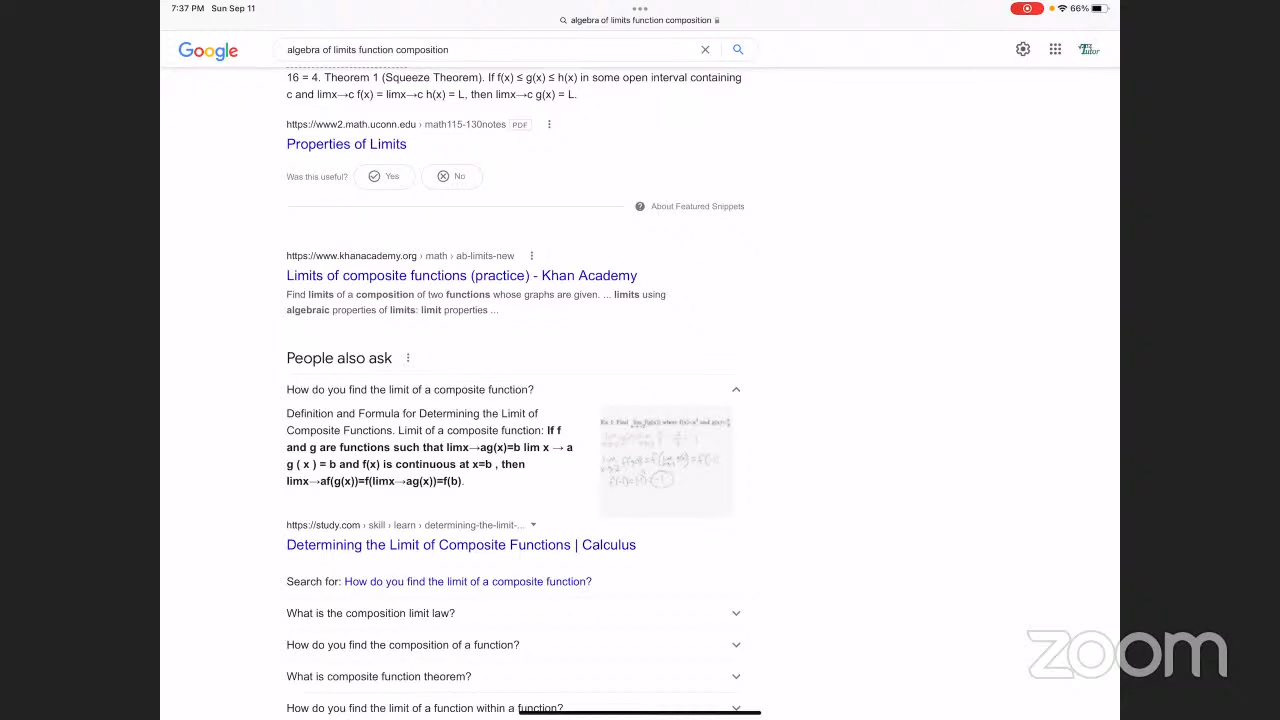 7:37 PM Sun Sep 11
66%
algebra of limits function composition
Google
algebra of limits function composition
Tutor
16 = 4. Theorem 1 (Squeeze Theorem). If f(x) ≤ g(x) ≤ h(x) in some open interval containing
c and limx→c f(x) = limx→c h(x) = L, then limx→c g(x) = L.
https://www2.math.uconn.edu › math115-130notes PDF
Properties of Limits
Was this useful? Yes No
About Featured Snippets
https://www.khanacademy.org › math › ab-limits-new
Limits of composite functions (practice) - Khan Academy
Find limits of a composition of two functions whose graphs are given. ... limits using
algebraic properties of limits: limit properties ...
People also ask
How do you find the limit of a composite function?
Definition and Formula for Determining the Limit of
Composite Functions. Limit of a composite function: If f
and g are functions such that limx→ag(x)=b lim x → a
g ( x ) = b and f(x) is continuous at x=b , then
limx→af(g(x))=f(limx→ag(x))=f(b).
https://study.com › skill › learn › determining-the-limit-...
Determining the Limit of Composite Functions | Calculus
Search for: How do you find the limit of a composite function?
What is the composition limit law?
How do you find the composition of a function?
What is composite function theorem?
How do you find the limit of a function within a function?
zoom